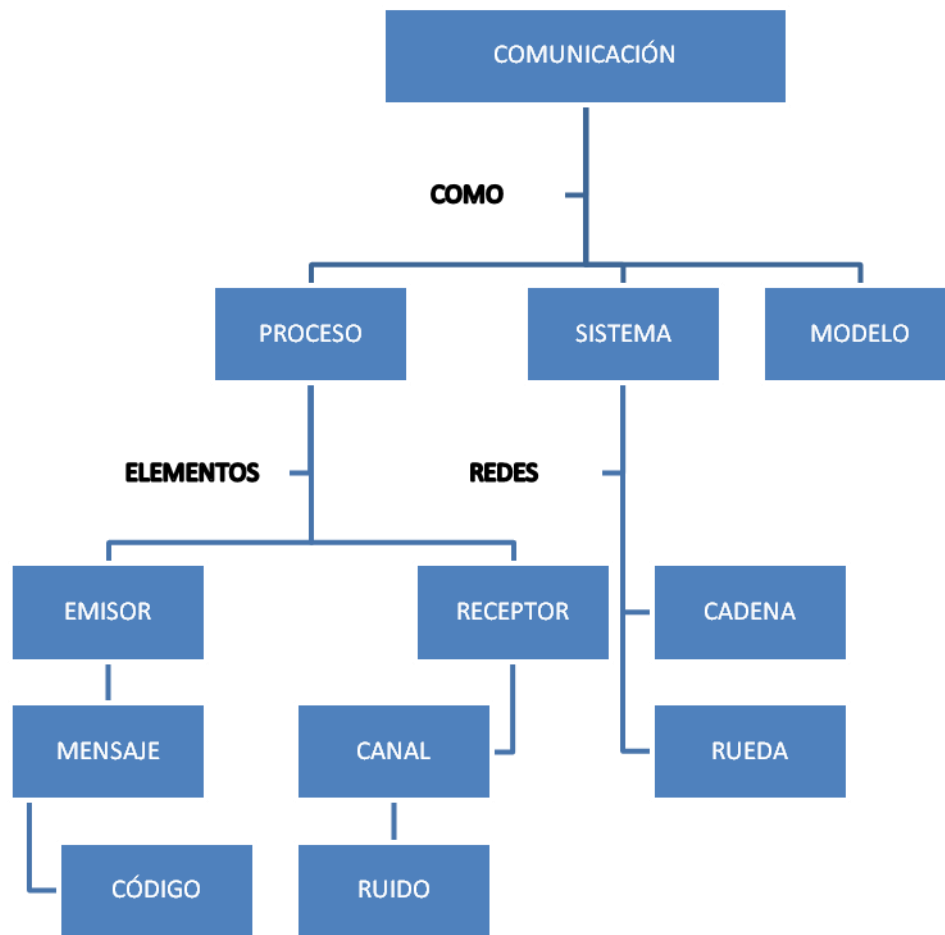 COMUNICACIÓN
COMO
PROCESO
SISTEMA
MODELO
ELEMENTOS
REDES
EMISOR
RECEPTOR
CADENA
MENSAJE
CANAL
RUEDA
CÓDIGO
RUIDO